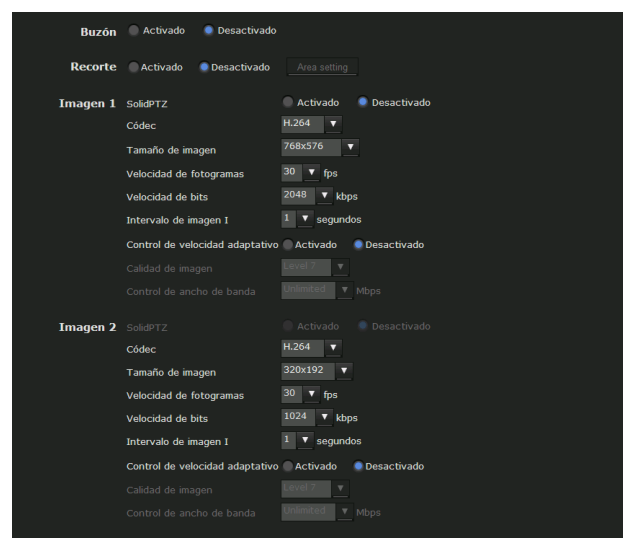 Buzón Activado Desactivado
Recorte Activado Desactivado Area setting
Imagen 1 SolidPTZ Activado Desactivado
Códec H.264
Tamaño de imagen 768x576
Velocidad de fotogramas 30 fps
Velocidad de bits 2048 kbps
Intervalo de imagen I 1 segundos
Control de velocidad adaptativo Activado Desactivado
Calidad de imagen Level 7
Control de ancho de banda Unlimited Mbps
Imagen 2 SolidPTZ Activado Desactivado
Códec H.264
Tamaño de imagen 320x192
Velocidad de fotogramas 30 fps
Velocidad de bits 1024 kbps
Intervalo de imagen I 1 segundos
Control de velocidad adaptativo Activado Desactivado
Calidad de imagen Level 7
Control de ancho de banda Unlimited Mbps